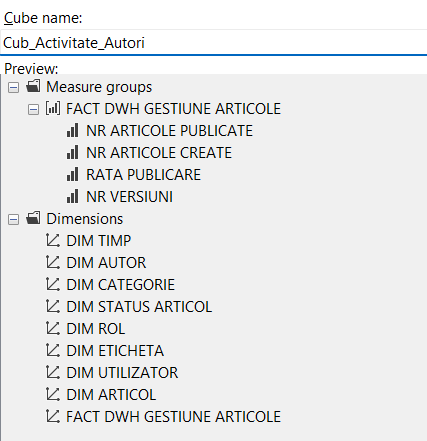 Cube name:
Cub_Activitate_Autori
Preview:
Measure groups
FACT DWH GESTIUNE ARTICOLE
NR ARTICOLE PUBLICATE
NR ARTICOLE CREATE
RATA PUBLICARE
NR VERSIUNI
Dimensions
DIM TIMP
DIM AUTOR
DIM CATEGORIE
DIM STATUS ARTICOL
DIM ROL
DIM ETICHETA
DIM UTILIZATOR
DIM ARTICOL
FACT DWH GESTIUNE ARTICOLE